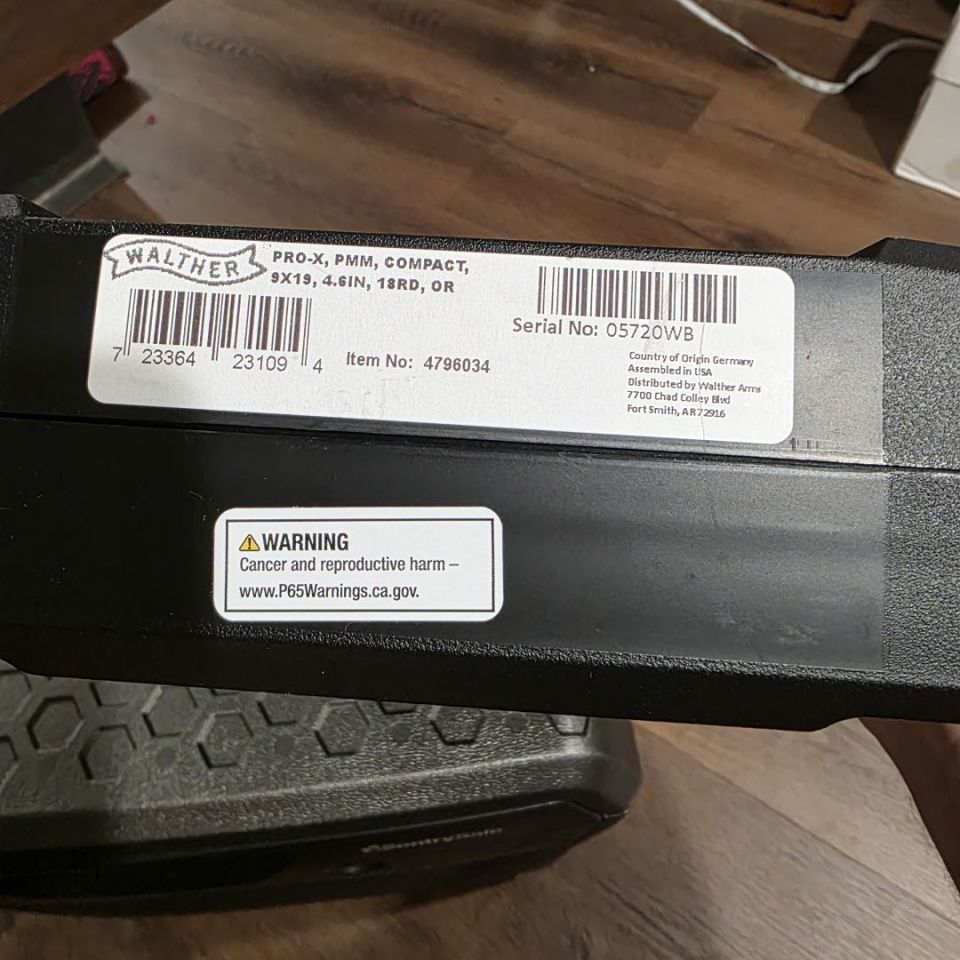 WALTHER
PRO-X, PMM, COMPACT,
9X19, 4.6IN, 18RD, OR
7 23364 23109 4
Item No: 4796034
Serial No: 05720WB
Country of Origin Germany
Assembled in USA
Distributed by Walther Arms
7700 Chad Colley Blvd
Fort Smith, AR 72916
WARNING
Cancer and reproductive harm –
www.P65Warnings.ca.gov.
SentrySafe